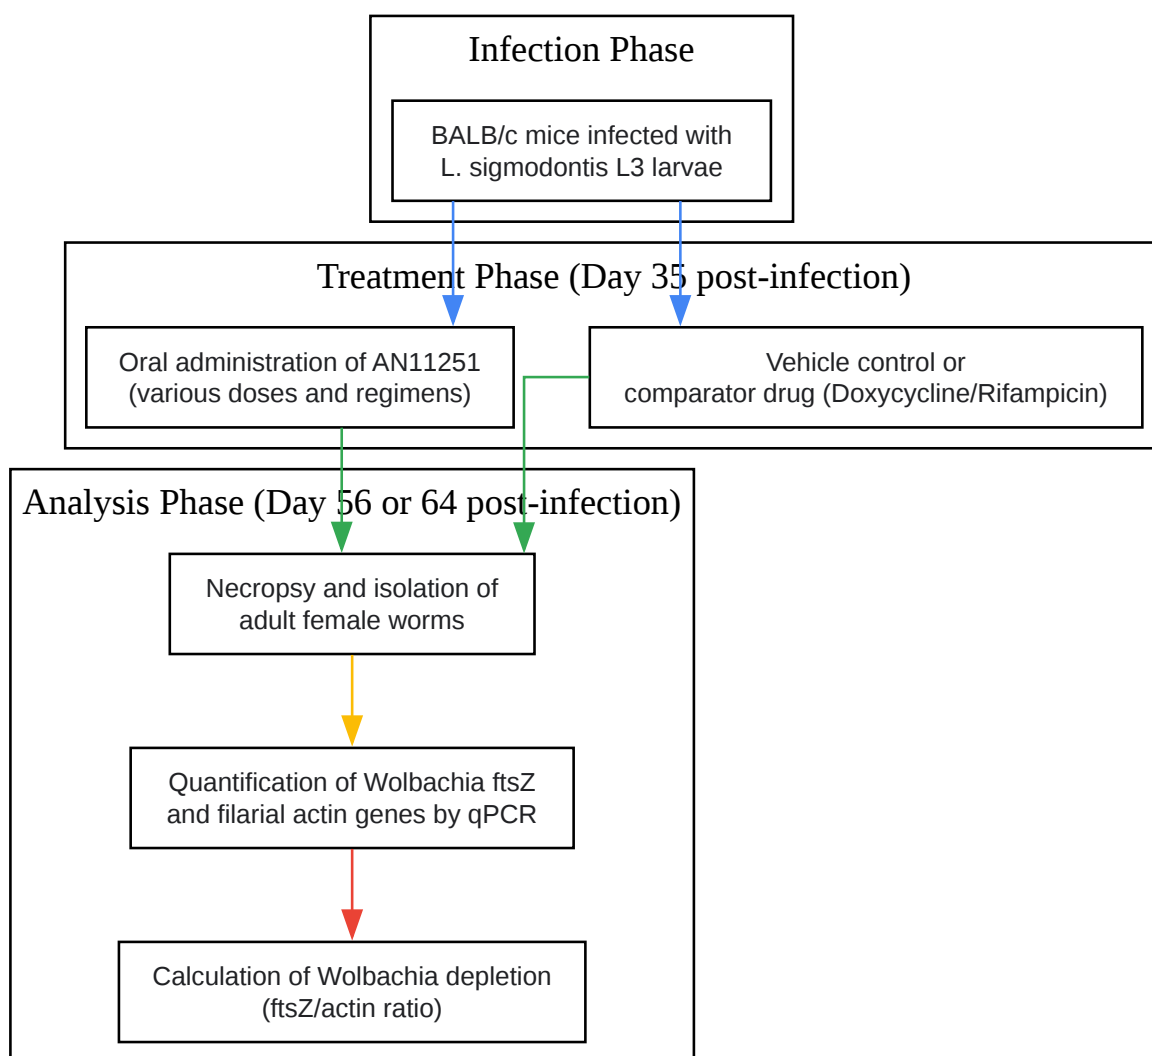 Infection Phase
BALB/c mice infected with
L. sigmodontis L3 larvae
Treatment Phase (Day 35 post-infection)
Oral administration of AN11251
(various doses and regimens)
Vehicle control or
comparator drug (Doxycycline/Rifampicin)
Analysis Phase (Day 56 or 64 post-infection)
Necropsy and isolation of
adult female worms
Quantification of Wolbachia ftsZ
and filarial actin genes by qPCR
Calculation of Wolbachia depletion
(ftsZ/actin ratio)